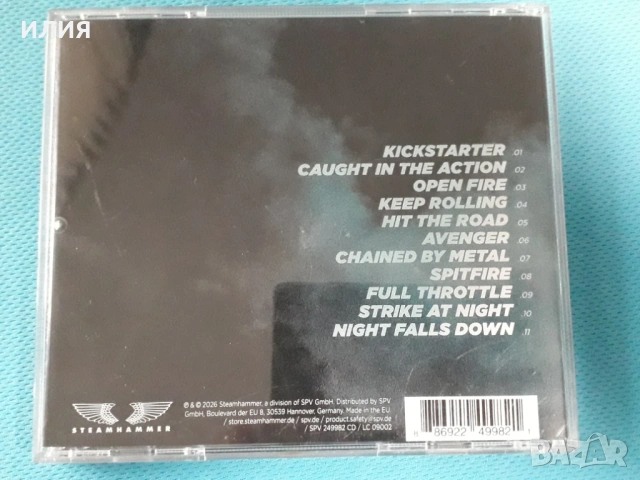 илия
KICKSTARTER .01
CAUGHT IN THE ACTION .02
OPEN FIRE .03
KEEP ROLLING .04
HIT THE ROAD .05
AVENGER .06
CHAINED BY METAL .07
SPITFIRE .08
FULL THROTTLE .09
STRIKE AT NIGHT .10
NIGHT FALLS DOWN .11
STEAMHAMMER
℗ & © 2026 Steamhammer, a division of SPV GmbH. Distributed by SPV
GmbH, Boulevard der EU 8, 30539 Hannover, Germany. Made in the EU.
/ store.steamhammer.de / spv.de / product.safety@spv.de
/ SPV 249982 CD / LC 09002
86922 49982
BAZAR